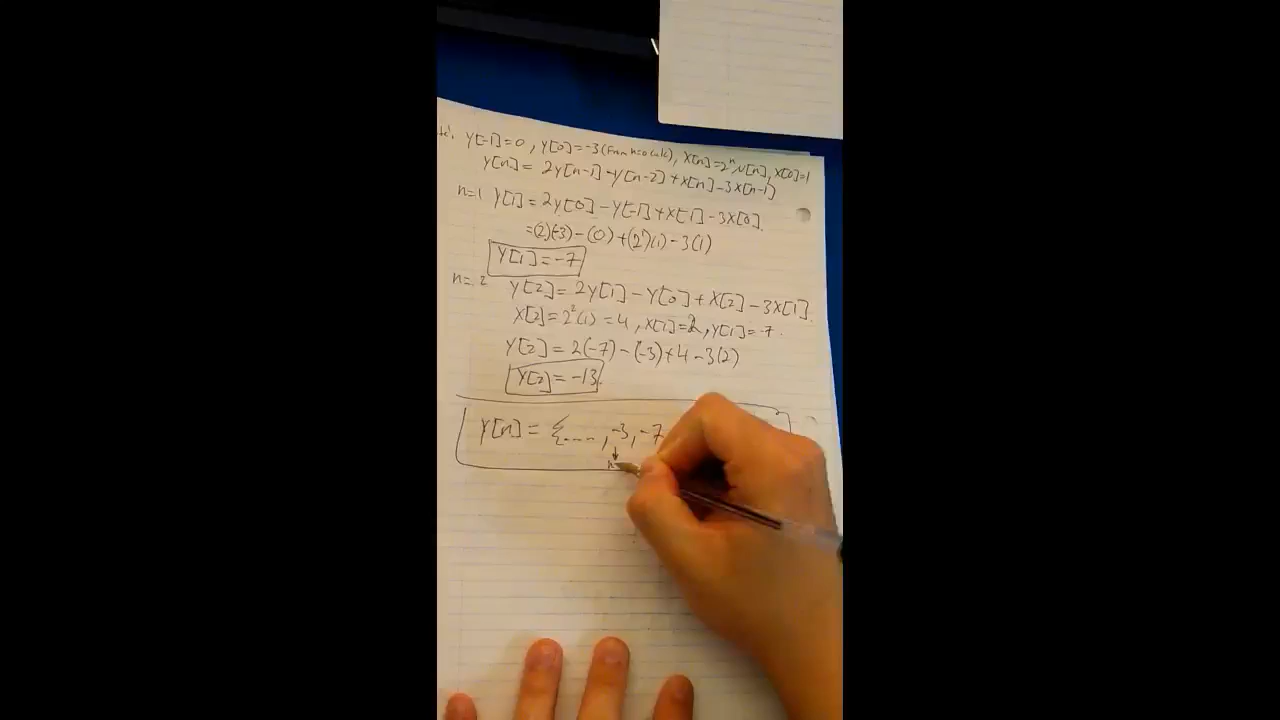 Y[-1]=0, Y[0]=-3 (From n=0 calc), X[n]=2ⁿU[n], X[0]=1
Y[n] = 2Y[n-1] - Y[n-2] + X[n] - 3X[n-1]
n=1 Y[1] = 2Y[0] - Y[-1] + X[1] - 3X[0].
=(2)(-3) - (0) + (2¹)(1) - 3(1)
Y[1] = -7
n=2 Y[2] = 2Y[1] - Y[0] + X[2] - 3X[1].
X[2] = 2²(1) = 4, X[1] = 2, Y[1] = -7.
Y[2] = 2(-7) - (-3) + 4 - 3(2)
Y[2] = -13.
Y[n] = {...., -3, -7
↓
n